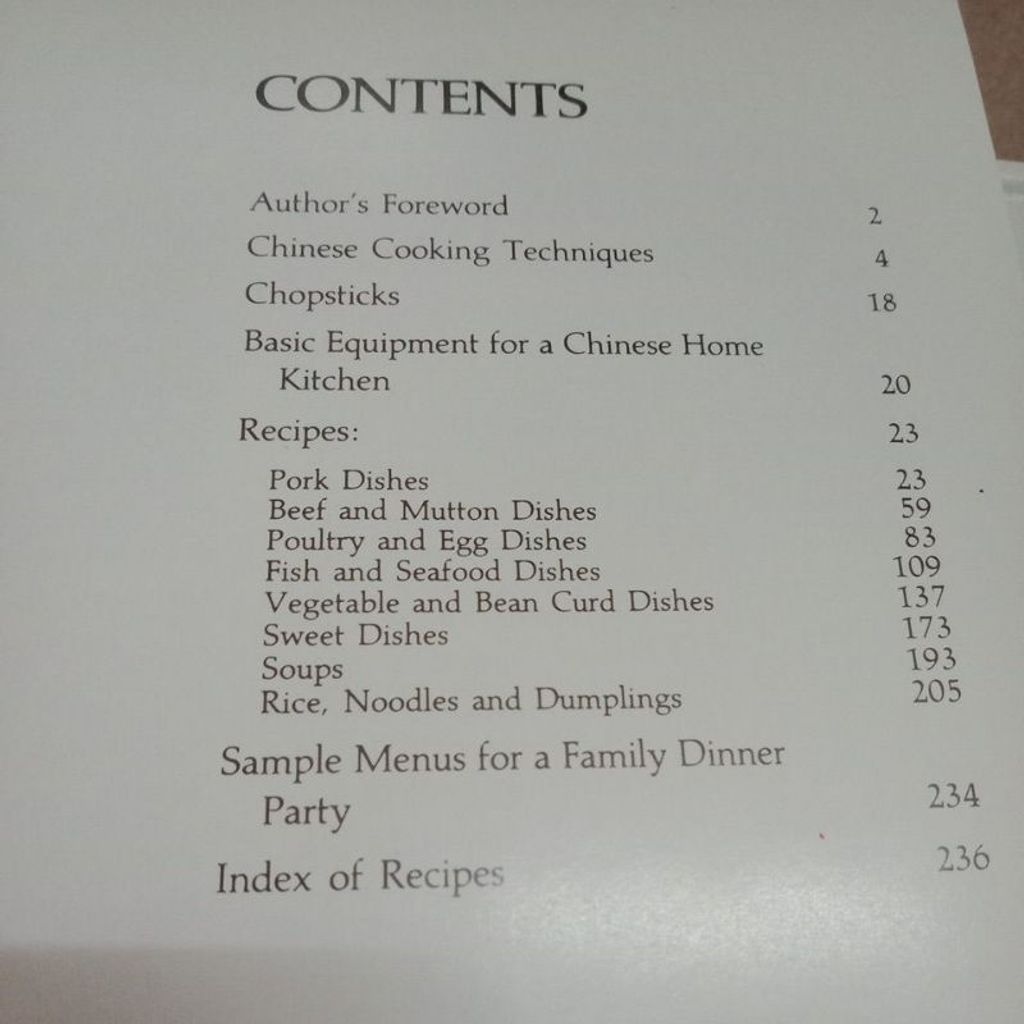 CONTENTS
Author's Foreword 2
Chinese Cooking Techniques 4
Chopsticks 18
Basic Equipment for a Chinese Home
Kitchen 20
Recipes: 23
Pork Dishes 23
Beef and Mutton Dishes 59
Poultry and Egg Dishes 83
Fish and Seafood Dishes 109
Vegetable and Bean Curd Dishes 137
Sweet Dishes 173
Soups 193
Rice, Noodles and Dumplings 205
Sample Menus for a Family Dinner
Party 234
Index of Recipes 236